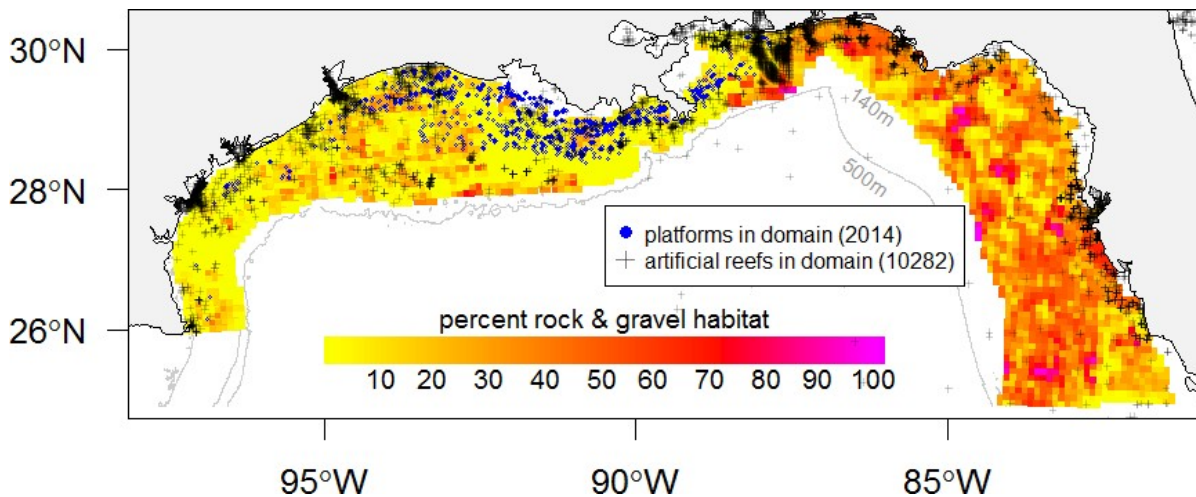 30°N
28°N
26°N
140m
500m
platforms in domain (2014)
artificial reefs in domain (10282)
percent rock & gravel habitat
10 20 30 40 50 60 70 80 90 100
95°W 90°W 85°W